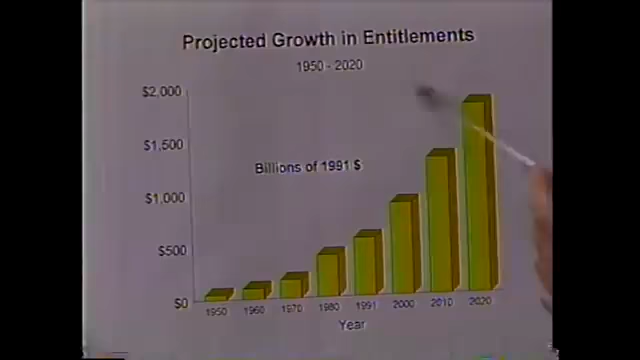 Projected Growth in Entitlements
1950 - 2020
$2,000
$1,500
Billions of 1991 $
$1,000
$500
$0
1950 1960 1970 1980 1991 2000 2010 2020
Year